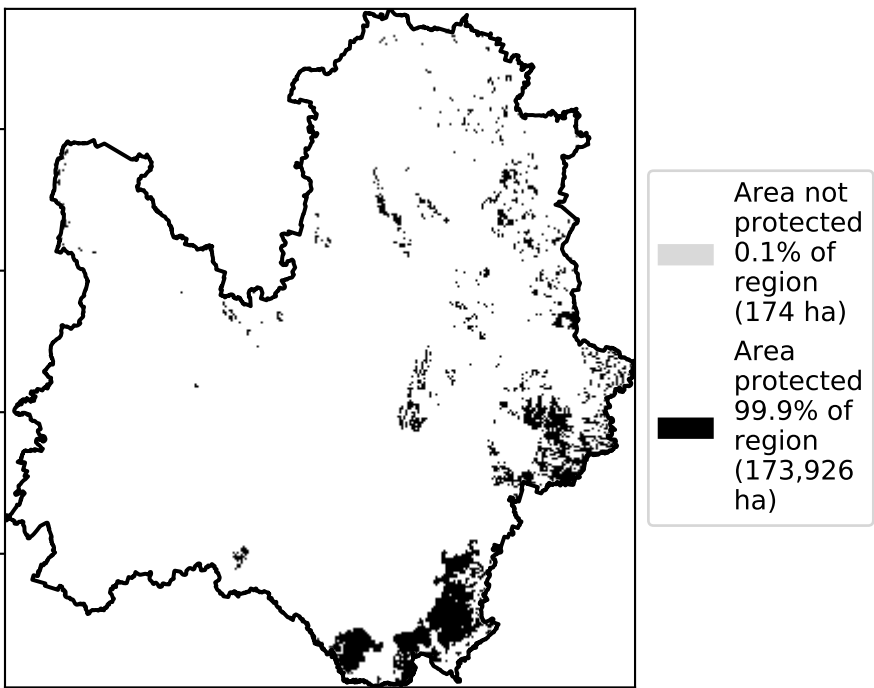 Area not
protected
0.1% of
region
(174 ha)
Area
protected
99.9% of
region
(173,926
ha)